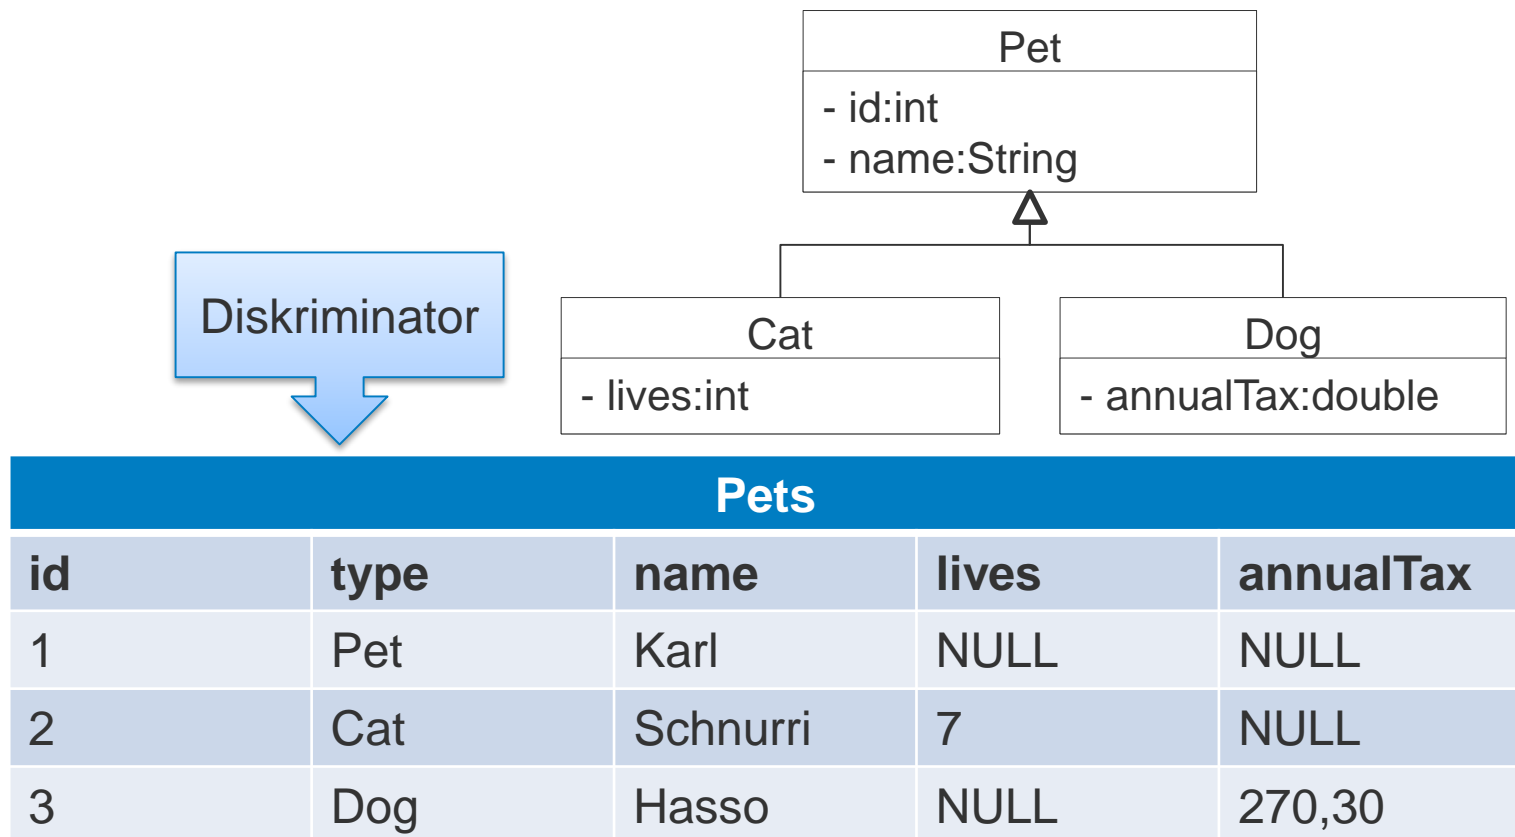 Pet
- id:int
- name:String
Diskriminator
Cat
- lives:int
Dog
- annualTax:double
Pets
id type name lives annualTax
1 Pet Karl NULL NULL
2 Cat Schnurri 7 NULL
3 Dog Hasso NULL 270,30